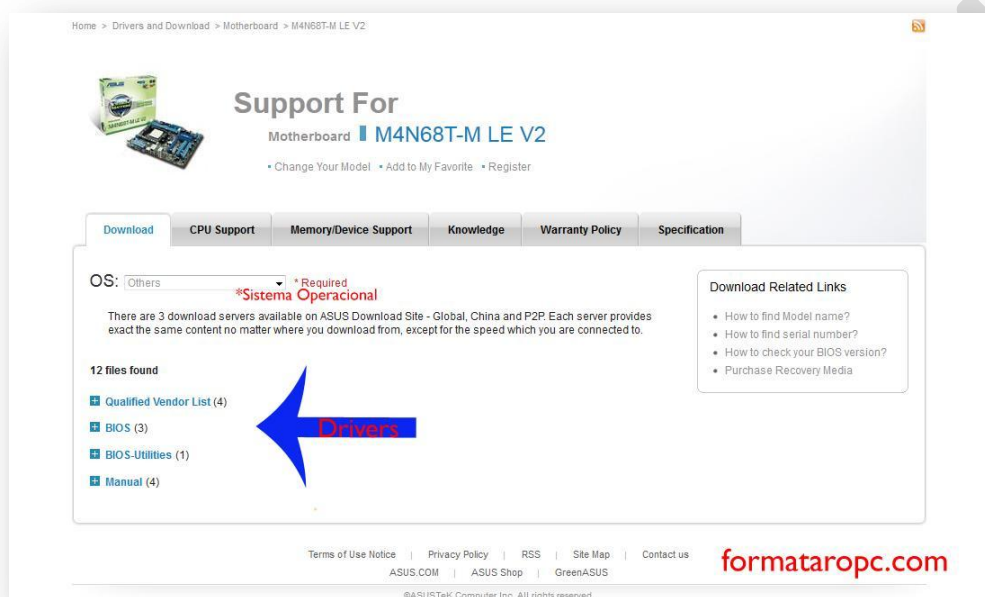 Home > Drivers and Download > Motherboard > M4N68T-M LE V2
Support For
Motherboard M4N68T-M LE V2
• Change Your Model • Add to My Favorite • Register
Download CPU Support Memory/Device Support Knowledge Warranty Policy Specification
OS: Others * Required
*Sistema Operacional
There are 3 download servers available on ASUS Download Site - Global, China and P2P. Each server provides
exact the same content no matter where you download from, except for the speed which you are connected to.
12 files found
Qualified Vendor List (4)
BIOS (3)
BIOS-Utilities (1)
Manual (4)
Drivers
Download Related Links
• How to find Model name?
• How to find serial number?
• How to check your BIOS version?
• Purchase Recovery Media
Terms of Use Notice | Privacy Policy | RSS | Site Map | Contact us
ASUS.COM | ASUS Shop | GreenASUS
formataropc.com
©ASUSTeK Computer Inc. All rights reserved